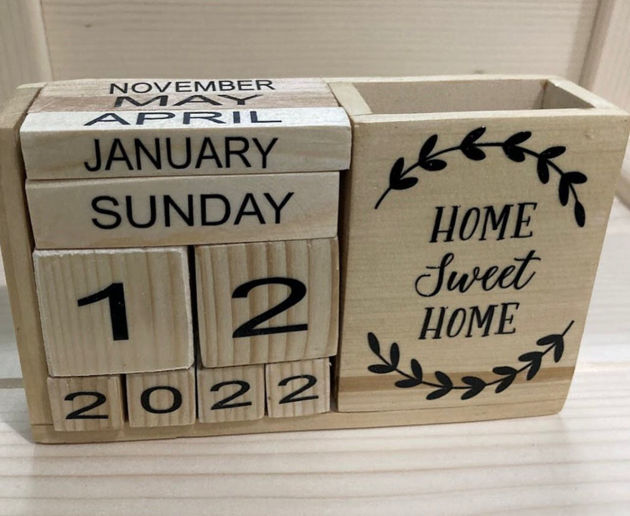 NOVEMBER
MAY
APRIL
JANUARY
SUNDAY
1 2
2 0 2 2
HOME
Sweet
HOME